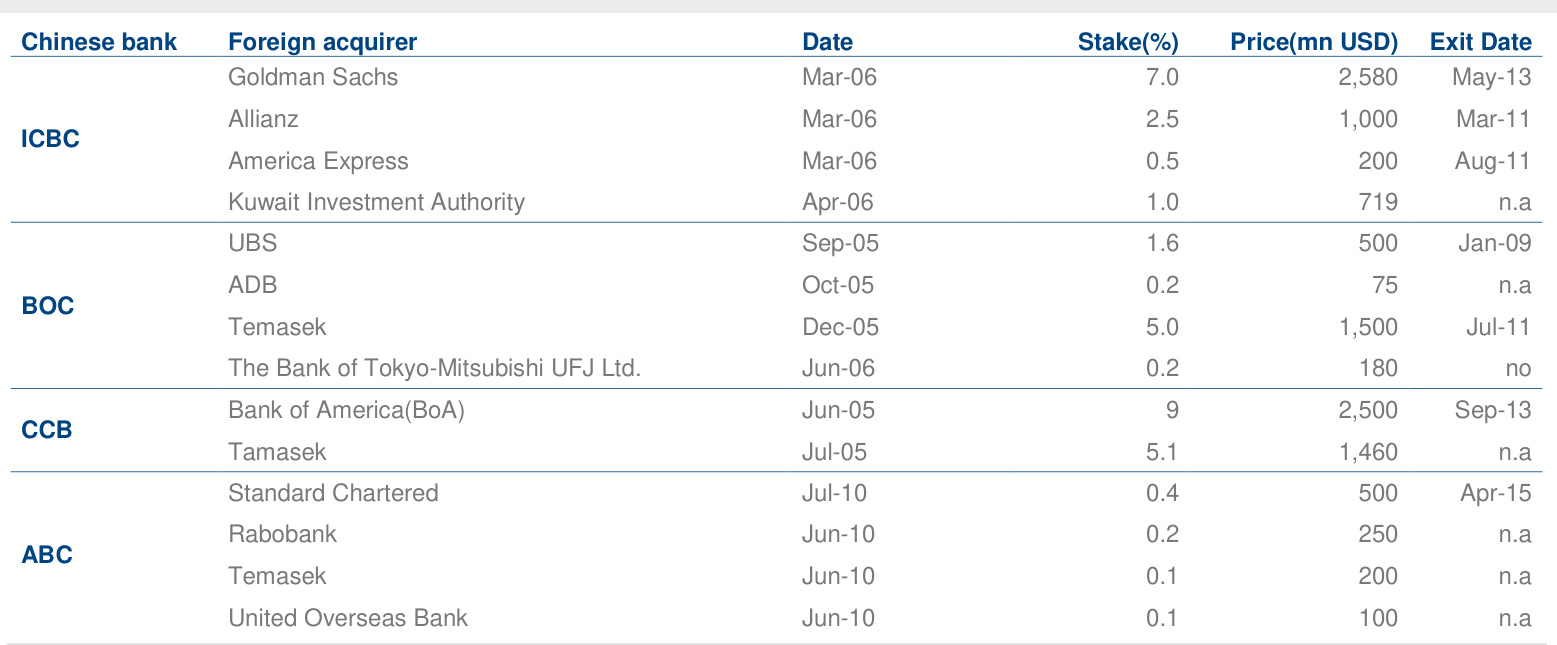 Chinese bank Foreign acquirer Date Stake(%) Price(mn USD) Exit Date
ICBC
Goldman Sachs Mar-06 7.0 2,580 May-13
Allianz Mar-06 2.5 1,000 Mar-11
America Express Mar-06 0.5 200 Aug-11
Kuwait Investment Authority Apr-06 1.0 719 n.a
BOC
UBS Sep-05 1.6 500 Jan-09
ADB Oct-05 0.2 75 n.a
Temasek Dec-05 5.0 1,500 Jul-11
The Bank of Tokyo-Mitsubishi UFJ Ltd. Jun-06 0.2 180 no
CCB
Bank of America(BoA) Jun-05 9 2,500 Sep-13
Tamasek Jul-05 5.1 1,460 n.a
ABC
Standard Chartered Jul-10 0.4 500 Apr-15
Rabobank Jun-10 0.2 250 n.a
Temasek Jun-10 0.1 200 n.a
United Overseas Bank Jun-10 0.1 100 n.a